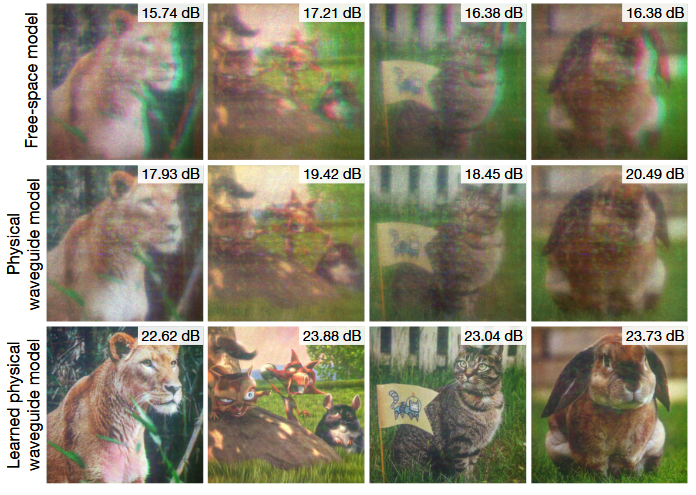 Free-space model
15.74 dB
17.21 dB
16.38 dB
16.38 dB
Physical
waveguide model
17.93 dB
19.42 dB
18.45 dB
20.49 dB
Learned physical
waveguide model
22.62 dB
23.88 dB
23.04 dB
23.73 dB